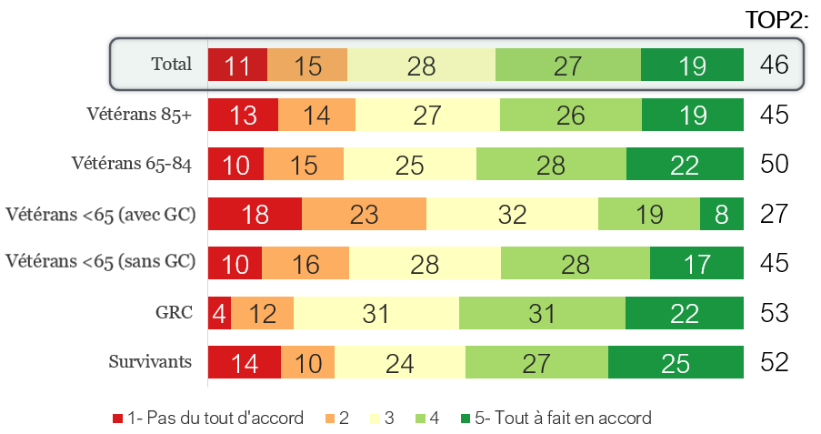 TOP2:
Total 11 15 28 27 19 46
Vétérans 85+ 13 14 27 26 19 45
Vétérans 65-84 10 15 25 28 22 50
Vétérans <65 (avec GC) 18 23 32 19 8 27
Vétérans <65 (sans GC) 10 16 28 28 17 45
GRC 4 12 31 31 22 53
Survivants 14 10 24 27 25 52
1- Pas du tout d'accord 2 3 4 5- Tout à fait en accord